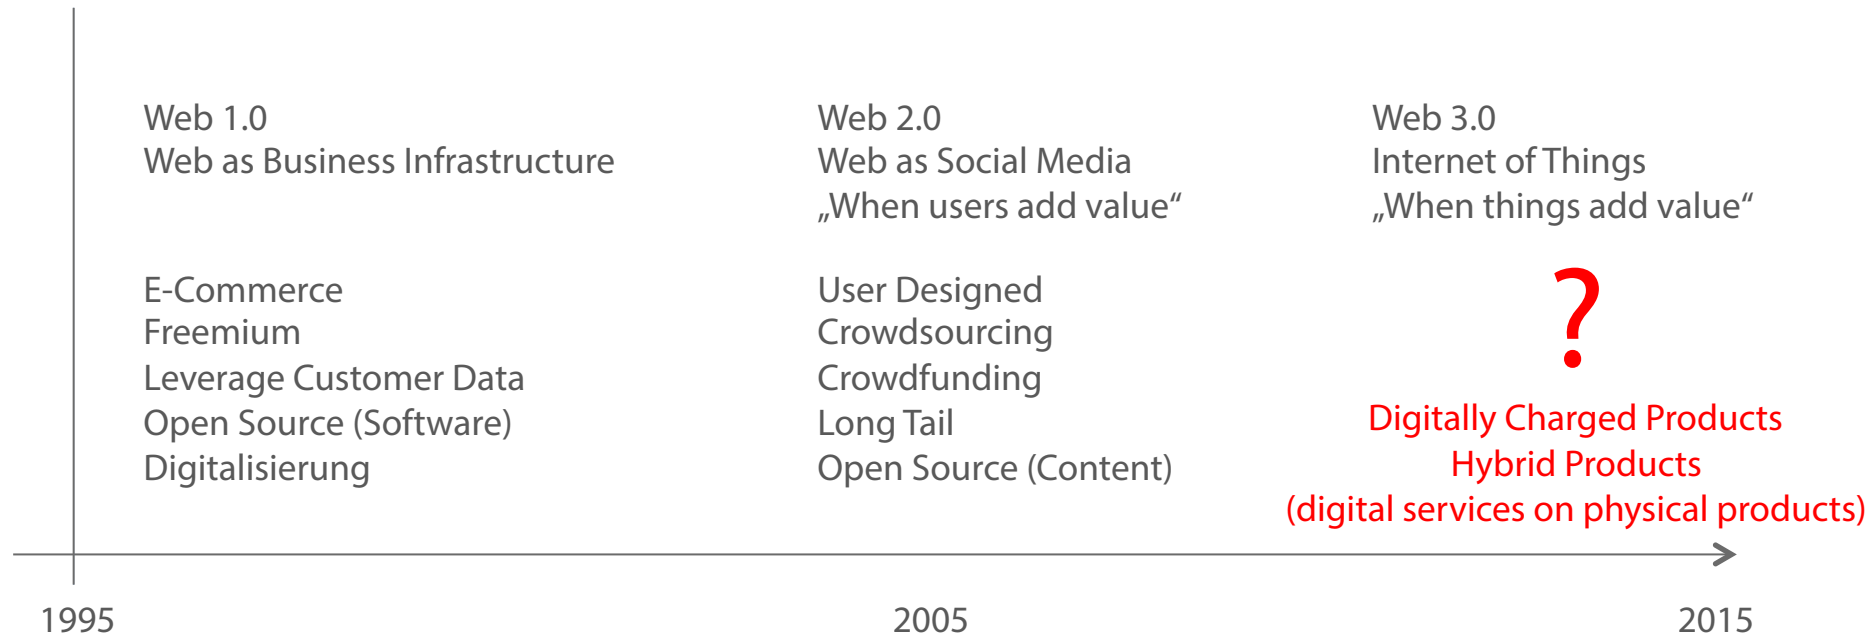 Web 1.0
Web as Business Infrastructure
E-Commerce
Freemium
Leverage Customer Data
Open Source (Software)
Digitalisierung
Web 2.0
Web as Social Media
„When users add value“
User Designed
Crowdsourcing
Crowdfunding
Long Tail
Open Source (Content)
Web 3.0
Internet of Things
„When things add value“
?
Digitally Charged Products
Hybrid Products
(digital services on physical products)
1995
2005
2015